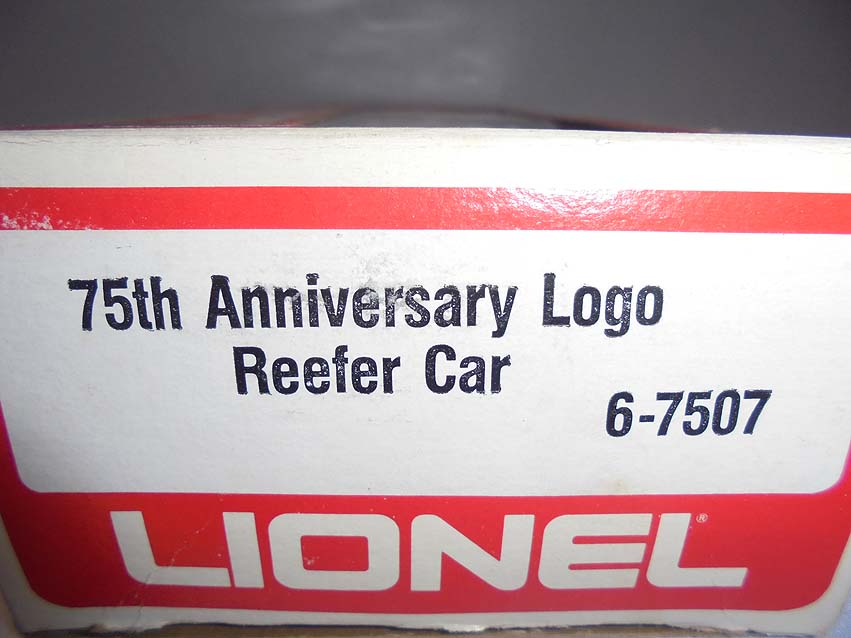 75th Anniversary Logo
Reefer Car
6-7507
LIONEL®